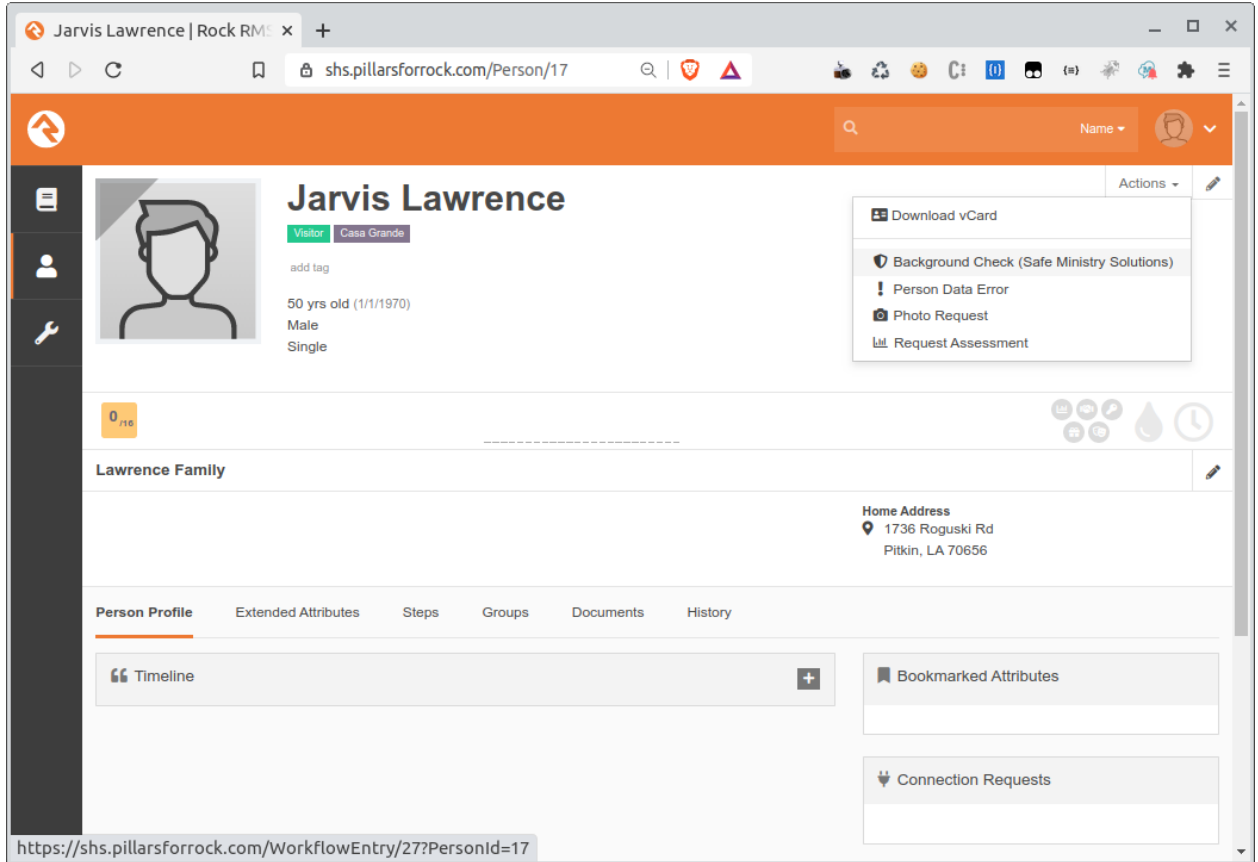 Jarvis Lawrence | Rock RMS
shs.pillarsforrock.com/Person/17
Name
Jarvis Lawrence
Visitor Casa Grande
add tag
50 yrs old (1/1/1970)
Male
Single
Actions
Download vCard
Background Check (Safe Ministry Solutions)
Person Data Error
Photo Request
Request Assessment
0 /16
Lawrence Family
Home Address
1736 Roguski Rd
Pitkin, LA 70656
Person Profile Extended Attributes Steps Groups Documents History
Timeline
Bookmarked Attributes
Connection Requests
https://shs.pillarsforrock.com/WorkflowEntry/27?PersonId=17